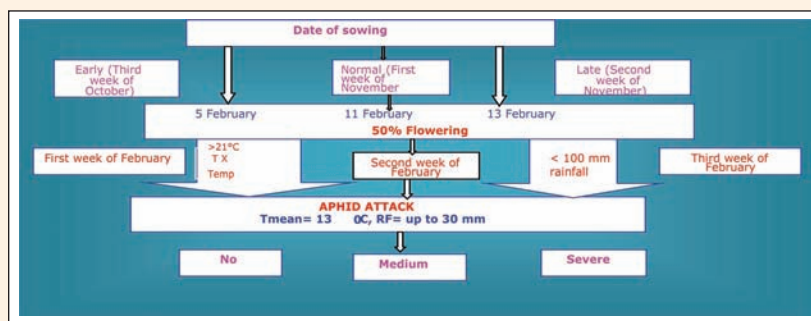 Date of sowing
Early (Third
week of
October)
Normal (First
week of
November
Late (Second
week of
November)
5 February
11 February
13 February
50% Flowering
First week of February
>21°C
T X
Temp
Second week of
February
< 100 mm
rainfall
Third week of
February
APHID ATTACK
Tmean= 13 0C, RF= up to 30 mm
No
Medium
Severe